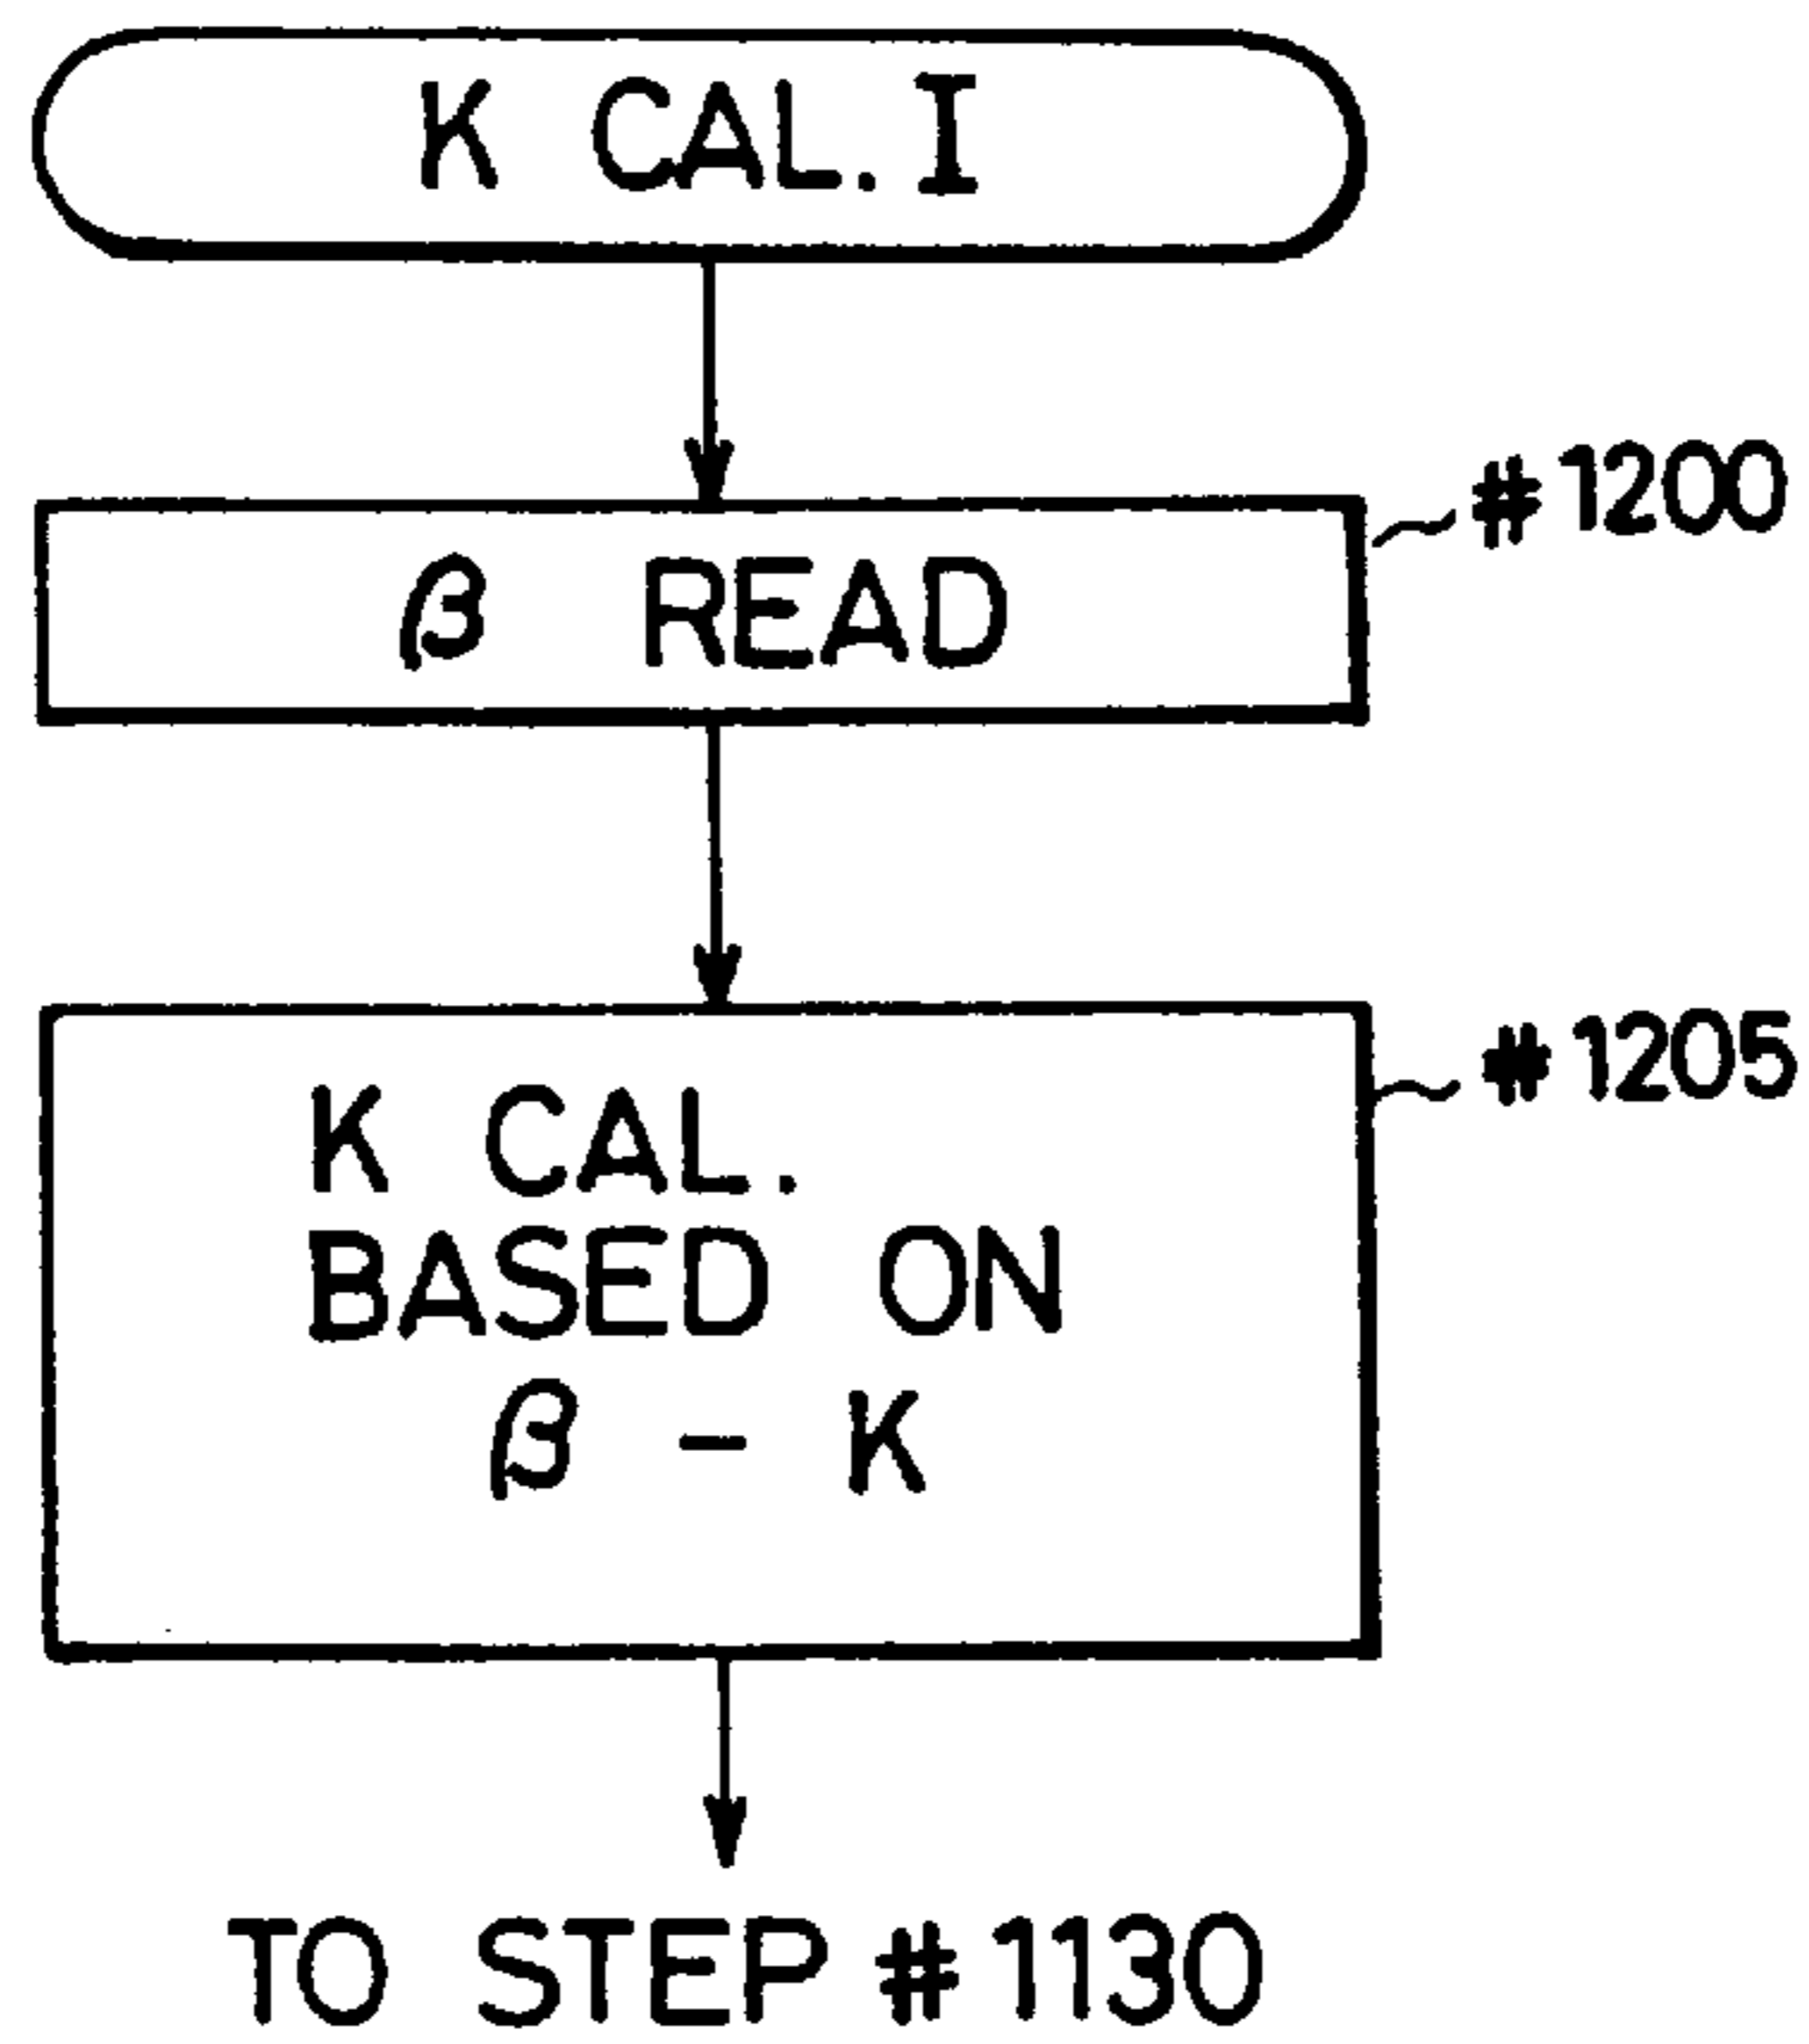 K CAL.I
#1200
β READ
#1205
K CAL.
BASED ON
β - K
TO STEP #1130